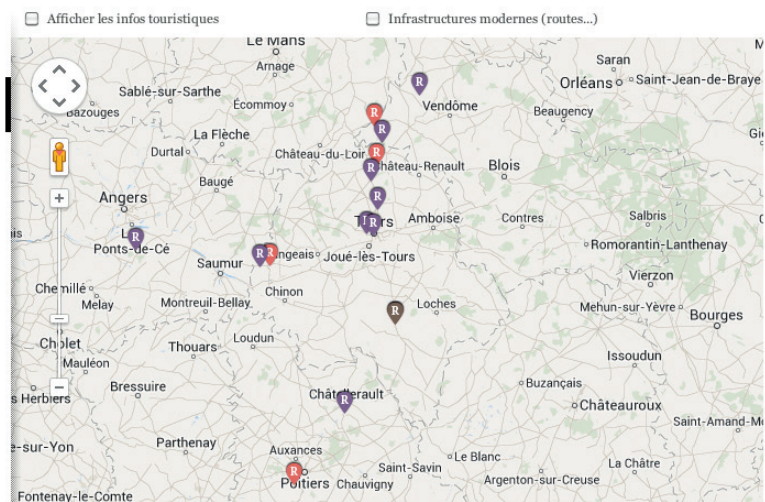 Afficher les infos touristiques
Infrastructures modernes (routes...)
Le Mans
Arnage
Saran
Orléans
Saint-Jean-de-Braye
Sablé-sur-Sarthe
R
Vendôme
Beaugency
Écommoy
Bazouges
R
R
La Flèche
Durtal
Château-du-Loir
R
R
hâteau-Renault
Blois
Baugé
Angers
R
R
T
rs
Amboise
Contres
Salbris
R
Ponts-de-Cé
Romorantin-Lanthenay
R
R
ngeais
Joué-lès-Tours
Saumur
Vierzon
Chemillé
Melay
Chinon
Montreuil-Bellay
R
Loches
Mehun-sur-Yèvre
Bourges
Cholet
Thouars
Loudun
Mauléon
Issoudun
Bressuire
s Herbiers
Châtellerault
R
Buzançais
Châteauroux
Saint-Amand-Mo
e-sur-Yon
Parthenay
Auxances
Le Blanc
La Châtre
R
Saint-Savin
Poitiers
Chauvigny
Argenton-sur-Creuse
Fontenay-le-Comte